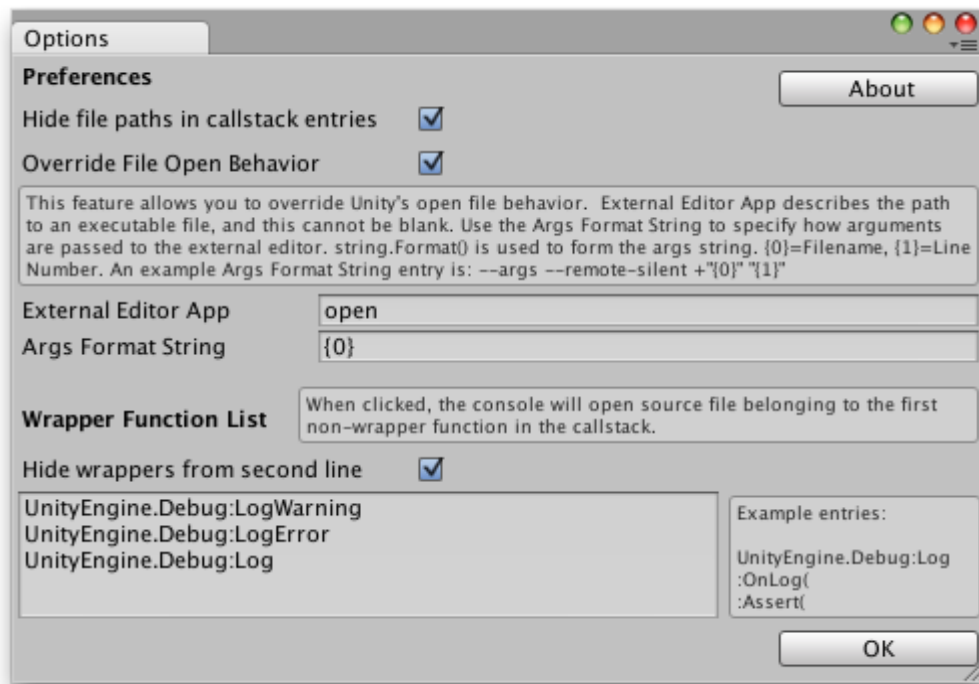 Options
Preferences
About
Hide file paths in callstack entries
Override File Open Behavior
This feature allows you to override Unity's open file behavior.  External Editor App describes the path
to an executable file, and this cannot be blank. Use the Args Format String to specify how arguments
are passed to the external editor. string.Format() is used to form the args string. {0}=Filename, {1}=Line
Number. An example Args Format String entry is: --args --remote-silent +"{0}" "{1}"
External Editor App
open
Args Format String
{0}
Wrapper Function List
When clicked, the console will open source file belonging to the first
non-wrapper function in the callstack.
Hide wrappers from second line
UnityEngine.Debug:LogWarning
UnityEngine.Debug:LogError
UnityEngine.Debug:Log
Example entries:
UnityEngine.Debug:Log
:OnLog(
:Assert(
OK